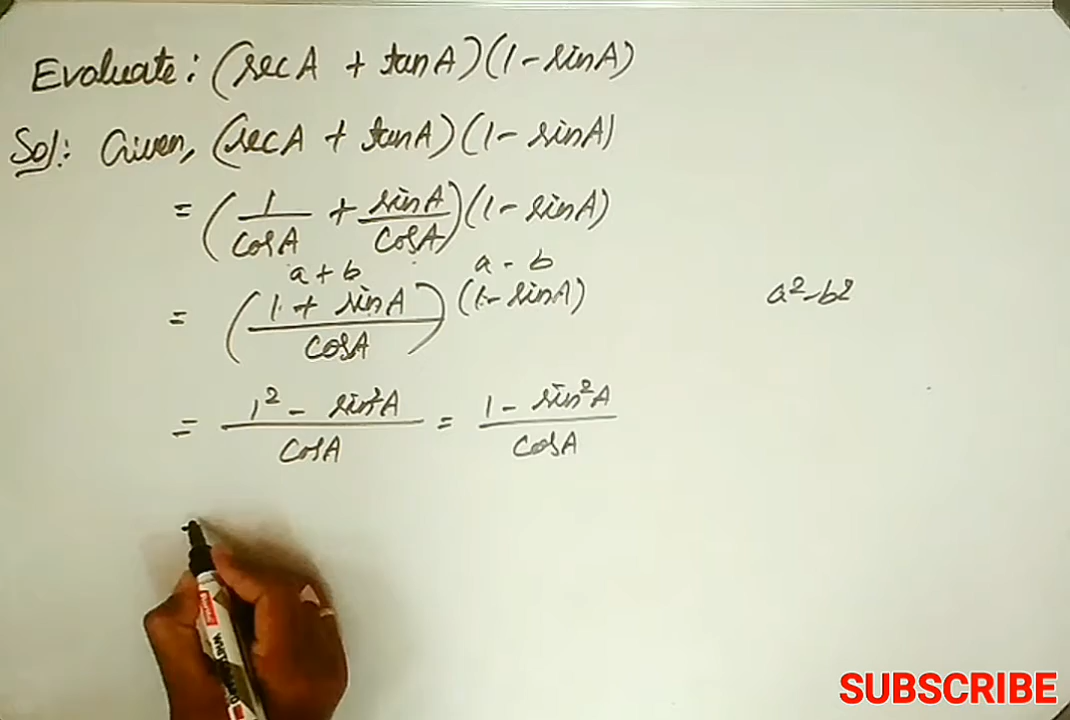 Evaluate: (secA + tanA)(1-sinA)
Sol: Given, (secA + tanA)(1-sinA)
= (1/cosA + sinA/cosA)(1-sinA)
a+b a-b
= ((1+sinA)/cosA)(1-sinA) a²-b²
= (1²-sin²A)/cosA = (1-sin²A)/cosA
SUBSCRIBE